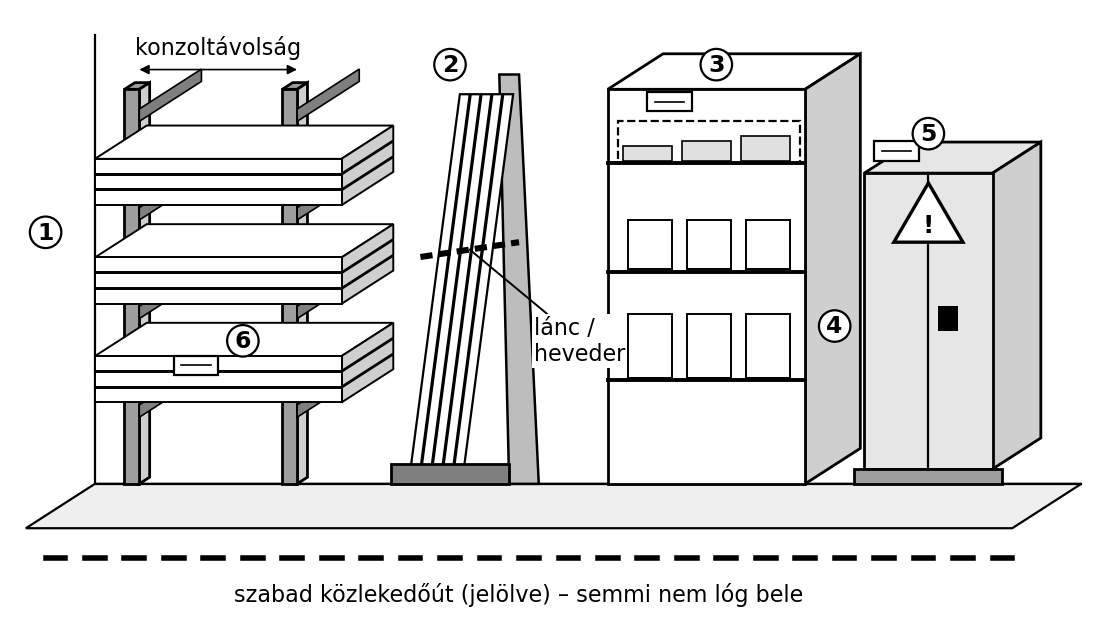 konzoltávolság
2
3
5
!
1
lánc /
heveder
4
6
szabad közlekedőút (jelölve) – semmi nem lóg bele